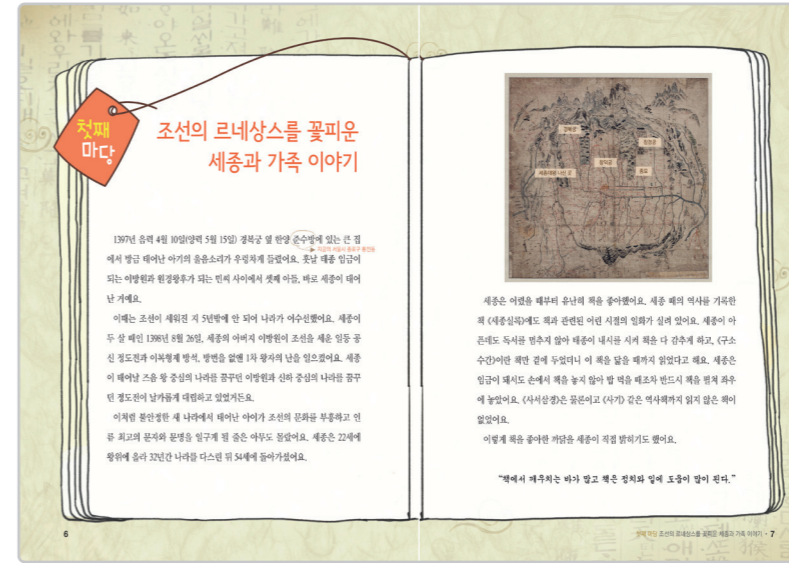 첫째
마당
조선의 르네상스를 꽃피운
세종과 가족 이야기
1397년 음력 4월 10일(양력 5월 15일) 경복궁 옆 한양 준수방에 있는 큰 집
에서 방금 태어난 아기의 울음소리가 우렁차게 들렸어요. 훗날 태종 임금이
되는 이방원과 원경왕후가 되는 민씨 사이에서 셋째 아들, 바로 세종이 태어
난 거예요.
이때는 조선이 세워진 지 5년밖에 안 되어 나라가 어수선했어요. 세종이
두 살 때인 1398년 8월 26일, 세종의 아버지 이방원이 조선을 세운 일등 공
신 정도전과 이복형제 방석, 방번을 없앤 1차 왕자의 난을 일으켰어요. 세종
이 태어날 즈음 왕 중심의 나라를 꿈꾸던 이방원과 신하 중심의 나라를 꿈꾸
던 정도전이 날카롭게 대립하고 있었거든요.
이처럼 불안정한 새 나라에서 태어난 아이가 조선의 문화를 부흥하고 인
류 최고의 문자와 문명을 일구게 될 줄은 아무도 몰랐어요. 세종은 22세에
왕위에 올라 32년간 나라를 다스린 뒤 54세에 돌아가셨어요.
6
경복궁
창덕궁
종묘
세종대왕 나신 곳
세종은 어렸을 때부터 유난히 책을 좋아했어요. 세종 때의 역사를 기록한
책 《세종실록》에도 책과 관련된 어린 시절의 일화가 실려 있어요. 세종이 아
픈데도 독서를 멈추지 않아 태종이 내시를 시켜 책을 다 감추게 하고, 《구소
수간》이란 책만 곁에 두었더니 이 책을 닳을 때까지 읽었다고 해요. 세종은
임금이 돼서도 손에서 책을 놓지 않아 밥 먹을 때조차 반드시 책을 펼쳐 좌우
에 놓았어요. 《사서삼경》은 물론이고 《사기》 같은 역사책까지 읽지 않은 책이
없었어요.
이렇게 책을 좋아한 까닭을 세종이 직접 밝히기도 했어요.
“책에서 깨우치는 바가 많고 책은 정치와 일에 도움이 많이 된다.”
첫째 마당 조선의 르네상스를 꽃피운 세종과 가족 이야기 • 7